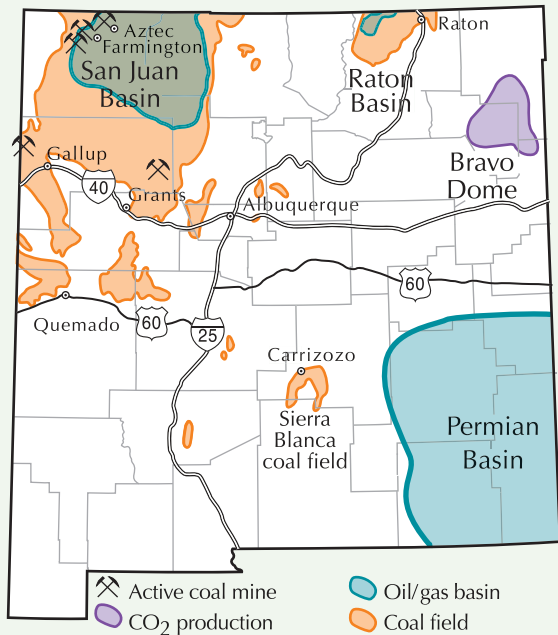 Aztec
Farmington
San Juan
Basin
Raton
Raton
Basin
Bravo
Dome
Gallup
40
Grants
Albuquerque
60
Quemado
60
25
Carrizozo
Sierra
Blanca
coal field
Permian
Basin
Active coal mine
Oil/gas basin
CO₂ production
Coal field